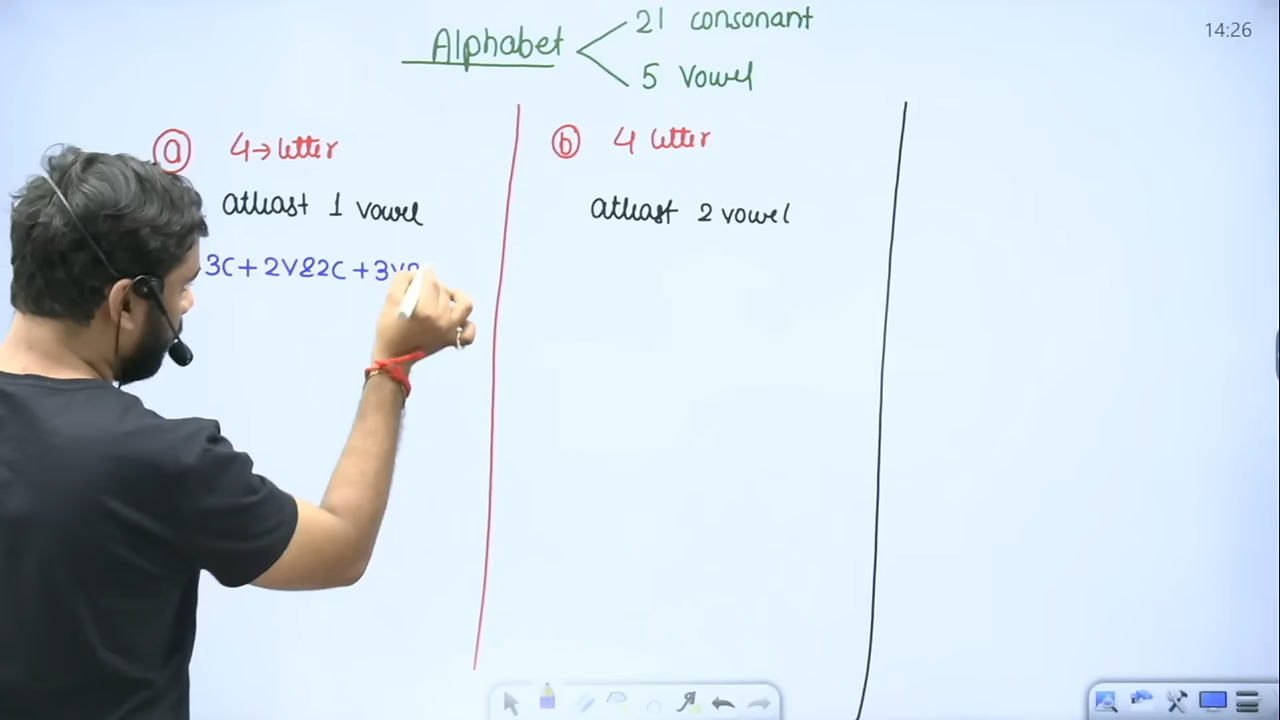 Alphabet
21 consonant
5 vowel
14:26
ⓐ 4→letter
atleast 1 vowel
3C+2V&2C+3V&
ⓑ 4 letter
atleast 2 vowel